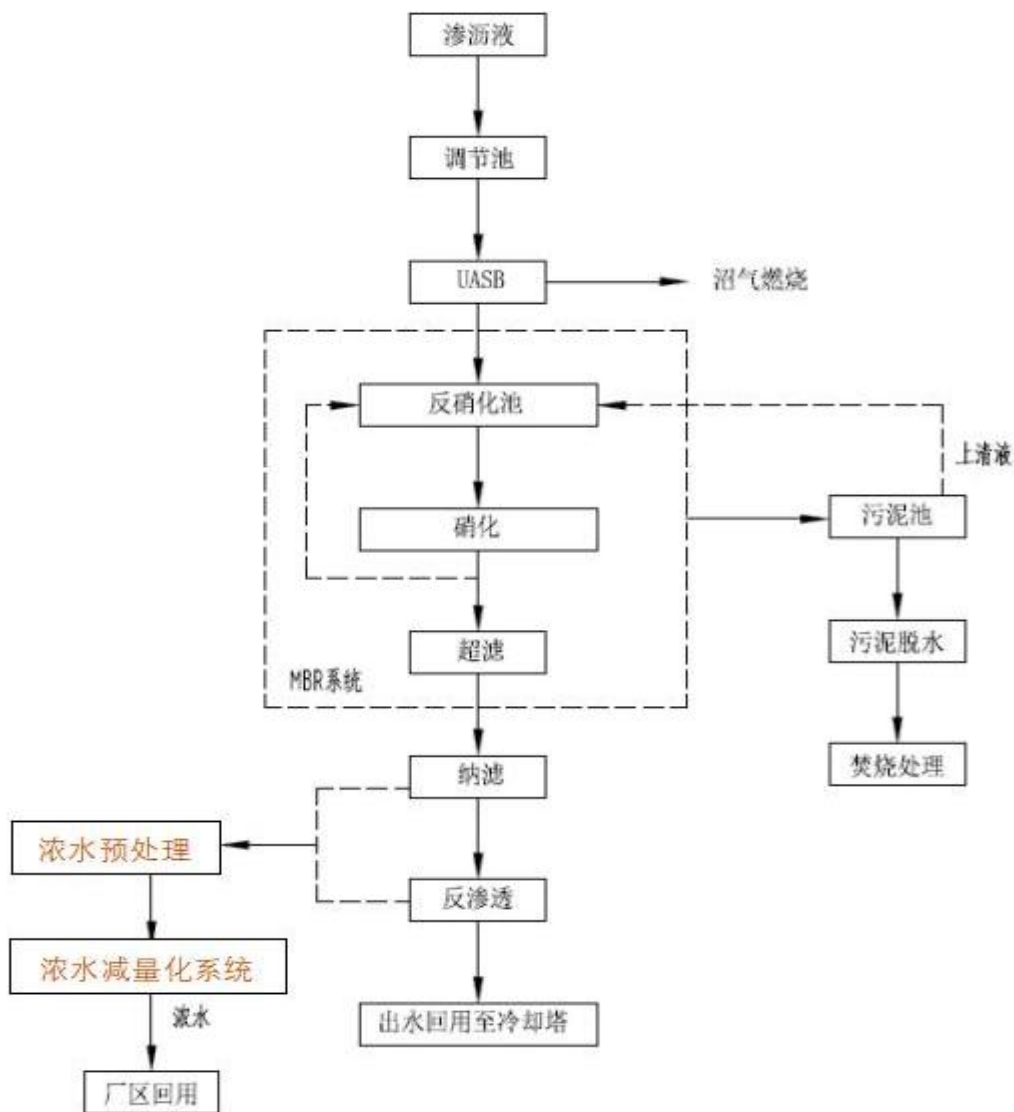 渗沥液
调节池
UASB
沼气燃烧
反硝化池
上清液
污泥池
硝化
超滤
污泥脱水
MBR系统
纳滤
焚烧处理
浓水预处理
反渗透
浓水减量化系统
浓水
出水回用至冷却塔
厂区回用